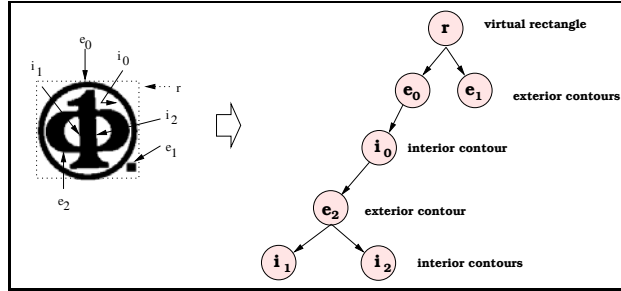 e0
i1 i0
r
i2
e1
e2
r virtual rectangle
e0 e1 exterior contours
i0 interior contour
e2 exterior contour
i1 i2 interior contours